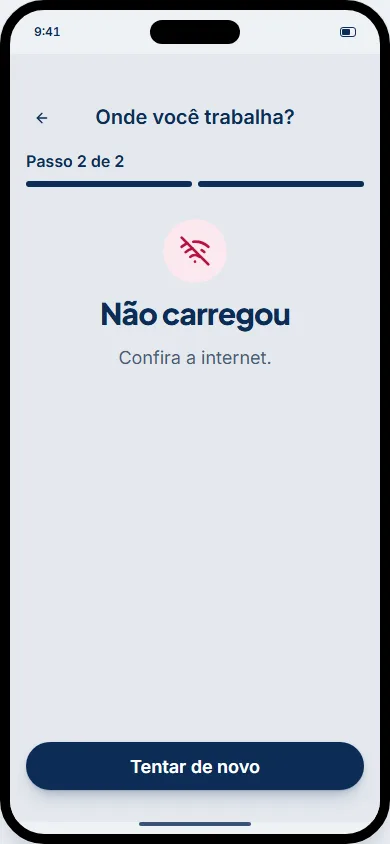 9:41
Onde você trabalha?
Passo 2 de 2
Não carregou
Confira a internet.
Tentar de novo